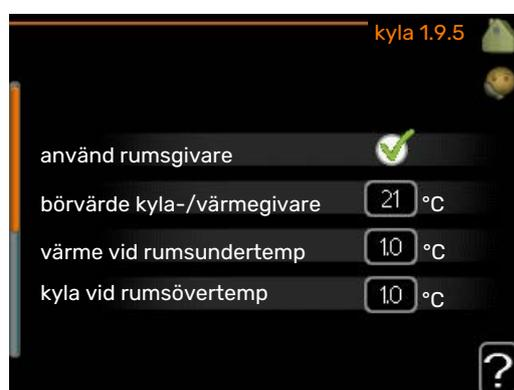 kyla 1.9.5
använd rumsgivare
börvärde kyla-/värmegivare 21 °C
värme vid rumsundertemp 1.0 °C
kyla vid rumsövertemp 1.0 °C
?